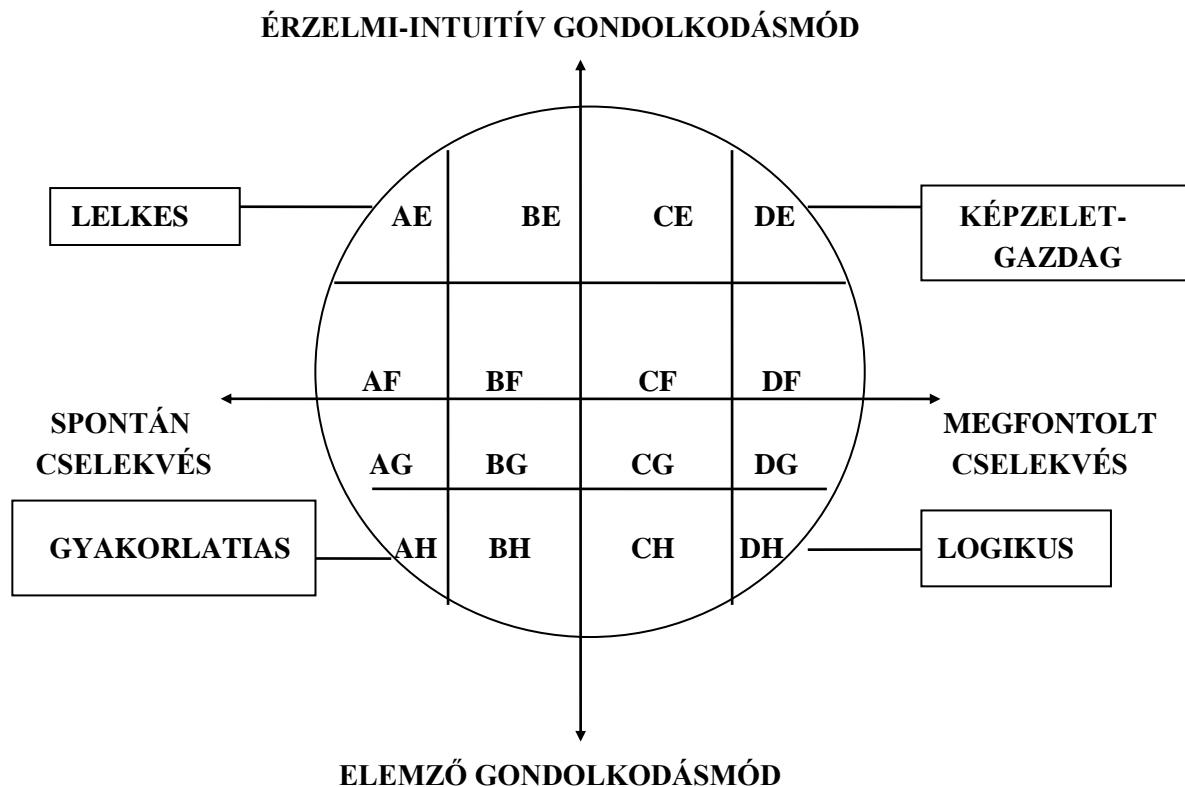 ÉRZELMI-INTUITÍV GONDOLKODÁSMÓD
LELKES
AE BE CE DE
KÉPZELET-
GAZDAG
AF BF CF DF
SPONTÁN
CSELEKVÉS
MEGFONTOLT
CSELEKVÉS
AG BG CG DG
GYAKORLATIAS
AH BH CH DH
LOGIKUS
ELEMZŐ GONDOLKODÁSMÓD